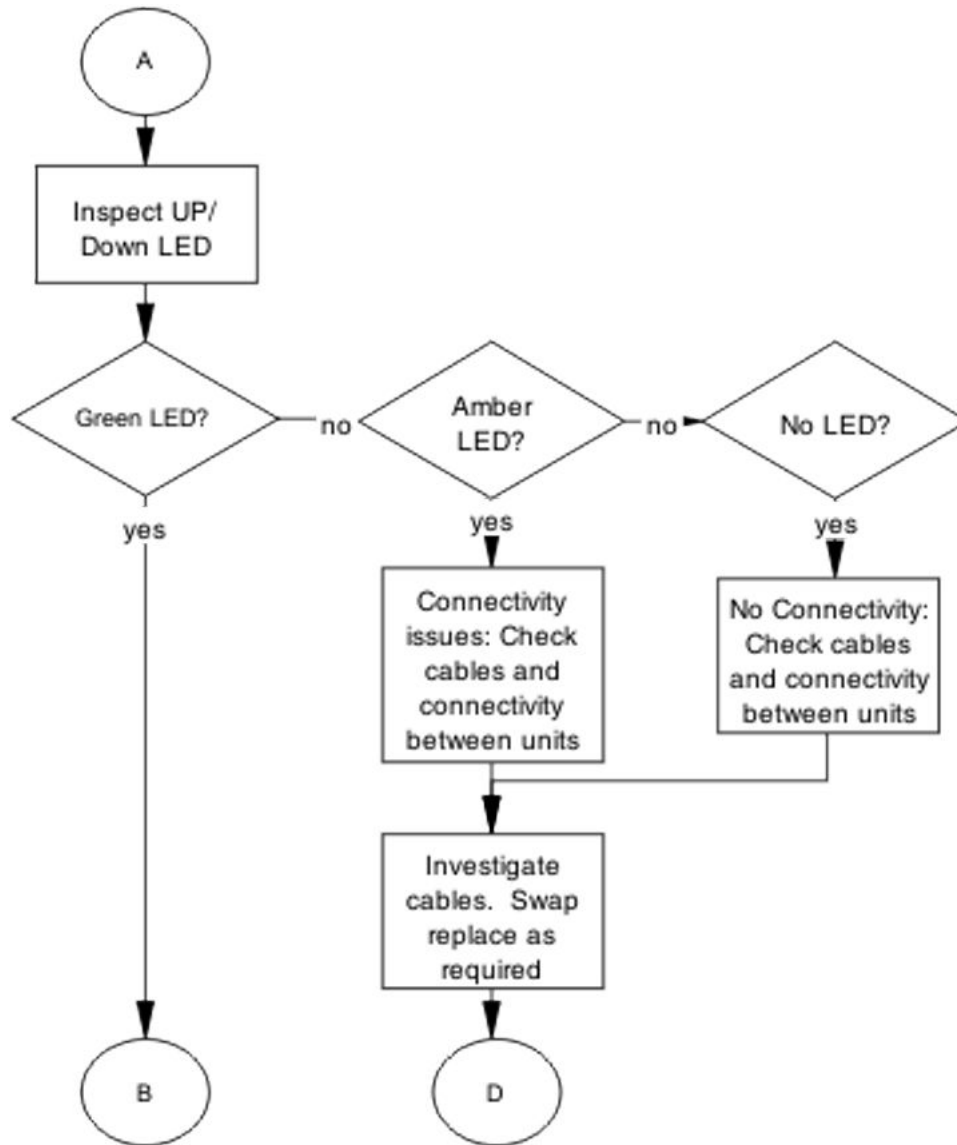 A
Inspect UP/
Down LED
Green LED?
no
Amber
LED?
no
No LED?
yes
yes
yes
Connectivity
issues: Check
cables and
connectivity
between units
No Connectivity:
Check cables
and connectivity
between units
Investigate
cables. Swap
replace as
required
B
D